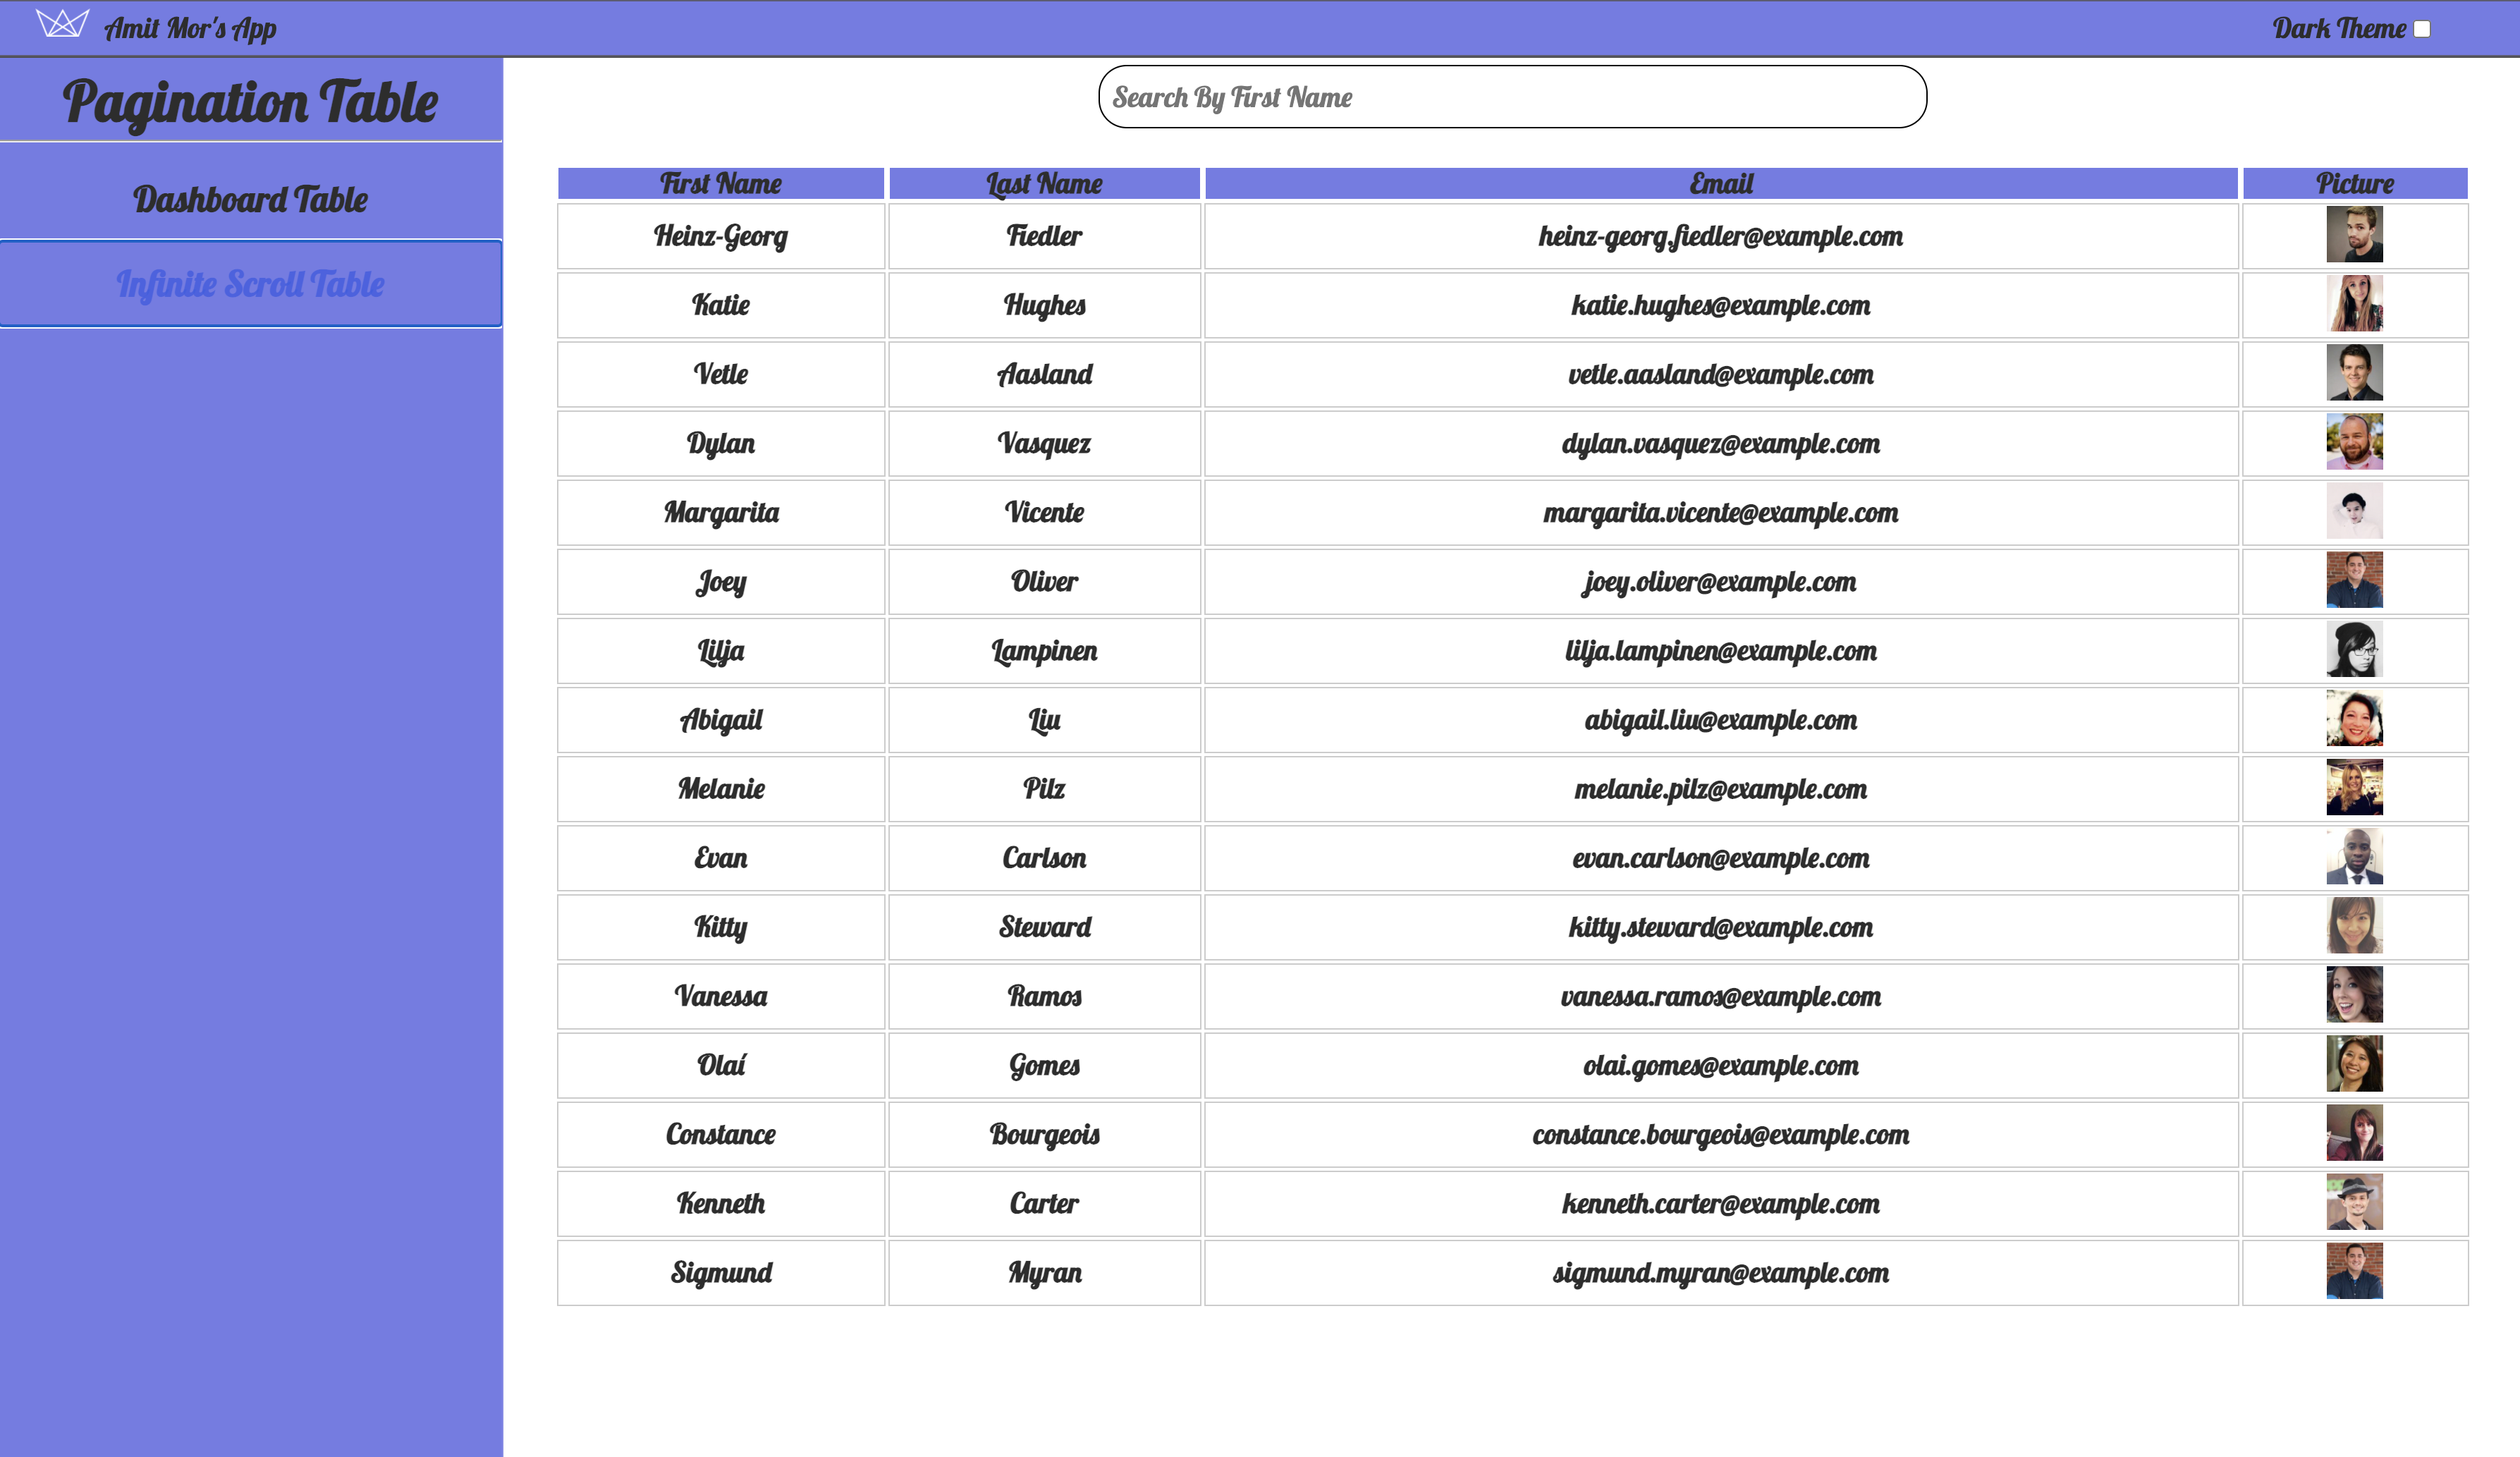 Amit Mor's App
Dark Theme
Pagination Table
Dashboard Table
Infinite Scroll Table
Search By First Name
First Name Last Name Email Picture
Heinz-Georg Fiedler heinz-georg.fiedler@example.com
Katie Hughes katie.hughes@example.com
Vetle Aasland vetle.aasland@example.com
Dylan Vasquez dylan.vasquez@example.com
Margarita Vicente margarita.vicente@example.com
Joey Oliver joey.oliver@example.com
Lilja Lampinen lilja.lampinen@example.com
Abigail Liu abigail.liu@example.com
Melanie Pilz melanie.pilz@example.com
Evan Carlson evan.carlson@example.com
Kitty Steward kitty.steward@example.com
Vanessa Ramos vanessa.ramos@example.com
Olaí Gomes olai.gomes@example.com
Constance Bourgeois constance.bourgeois@example.com
Kenneth Carter kenneth.carter@example.com
Sigmund Myran sigmund.myran@example.com